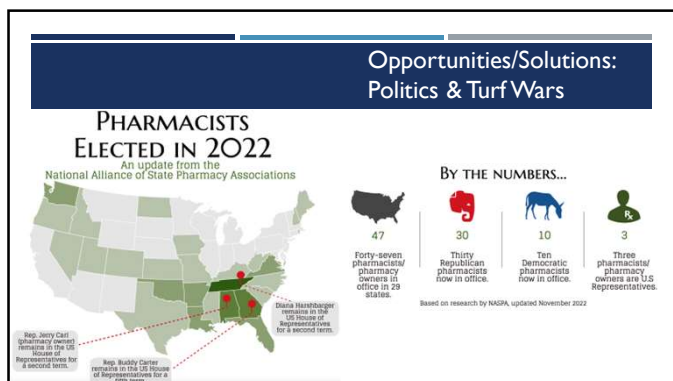 Opportunities/Solutions:
Politics & Turf Wars
PHARMACISTS
ELECTED IN 2022
An update from the
National Alliance of State Pharmacy Associations
Diana Harshbarger
remains in the
US House of
Representatives
for a second term.
Rep. Jerry Carl
(pharmacy owner)
remains in the US
House of
Representatives for
a second term.
Rep. Buddy Carter
remains in the US House
of Representatives for a
fifth term.
BY THE NUMBERS...
47
Forty-seven
pharmacists/
pharmacy
owners in
office in 29
states.
30
Thirty
Republican
pharmacists
now in office.
10
Ten
Democratic
pharmacists
now in office.
Rx
3
Three
pharmacists/
pharmacy
owners are U.S
Representatives.
Based on research by NASPA, updated November 2022